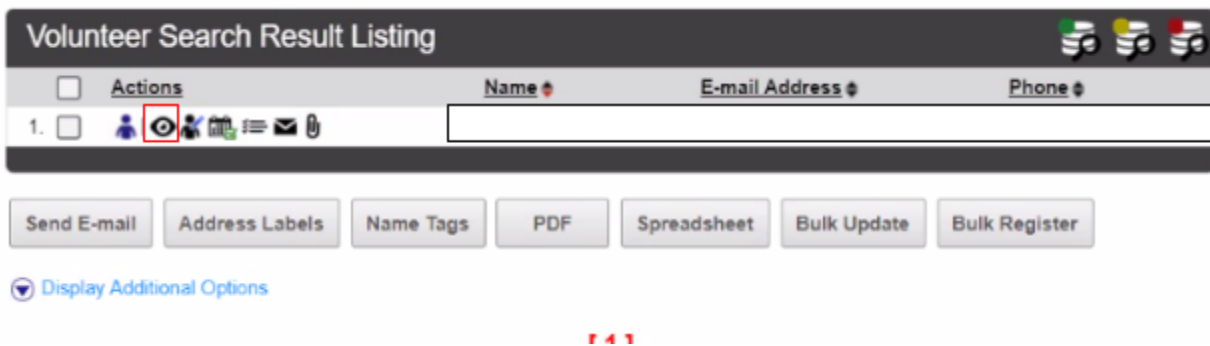 Volunteer Search Result Listing
Actions Name E-mail Address Phone
1.
Send E-mail Address Labels Name Tags PDF Spreadsheet Bulk Update Bulk Register
Display Additional Options
[ 1 ]